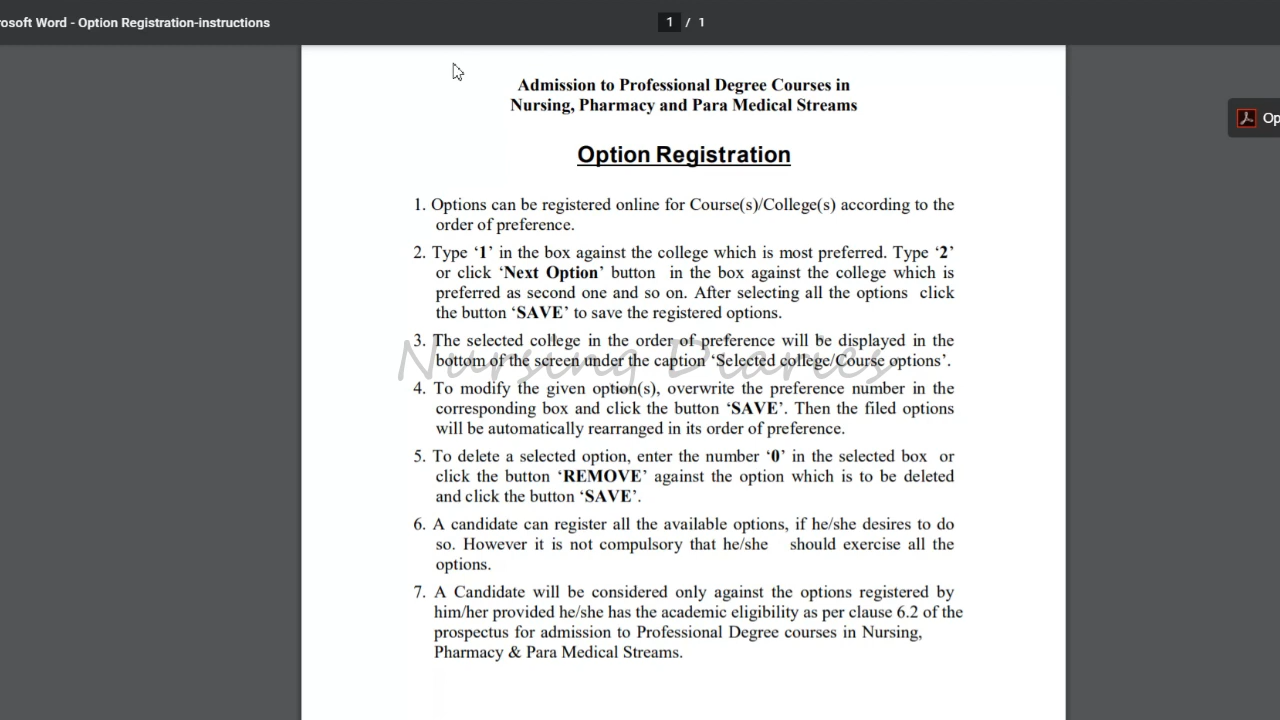 rosoft Word - Option Registration-instructions
1 / 1
Op
Admission to Professional Degree Courses in
Nursing, Pharmacy and Para Medical Streams
Option Registration
1. Options can be registered online for Course(s)/College(s) according to the
order of preference.
2. Type ‘1’ in the box against the college which is most preferred. Type ‘2’
or click ‘Next Option’ button in the box against the college which is
preferred as second one and so on. After selecting all the options click
the button ‘SAVE’ to save the registered options.
3. The selected college in the order of preference will be displayed in the
bottom of the screen under the caption ‘Selected college/Course options’.
Nursing Diaries
4. To modify the given option(s), overwrite the preference number in the
corresponding box and click the button ‘SAVE’. Then the filed options
will be automatically rearranged in its order of preference.
5. To delete a selected option, enter the number ‘0’ in the selected box or
click the button ‘REMOVE’ against the option which is to be deleted
and click the button ‘SAVE’.
6. A candidate can register all the available options, if he/she desires to do
so. However it is not compulsory that he/she should exercise all the
options.
7. A Candidate will be considered only against the options registered by
him/her provided he/she has the academic eligibility as per clause 6.2 of the
prospectus for admission to Professional Degree courses in Nursing,
Pharmacy & Para Medical Streams.